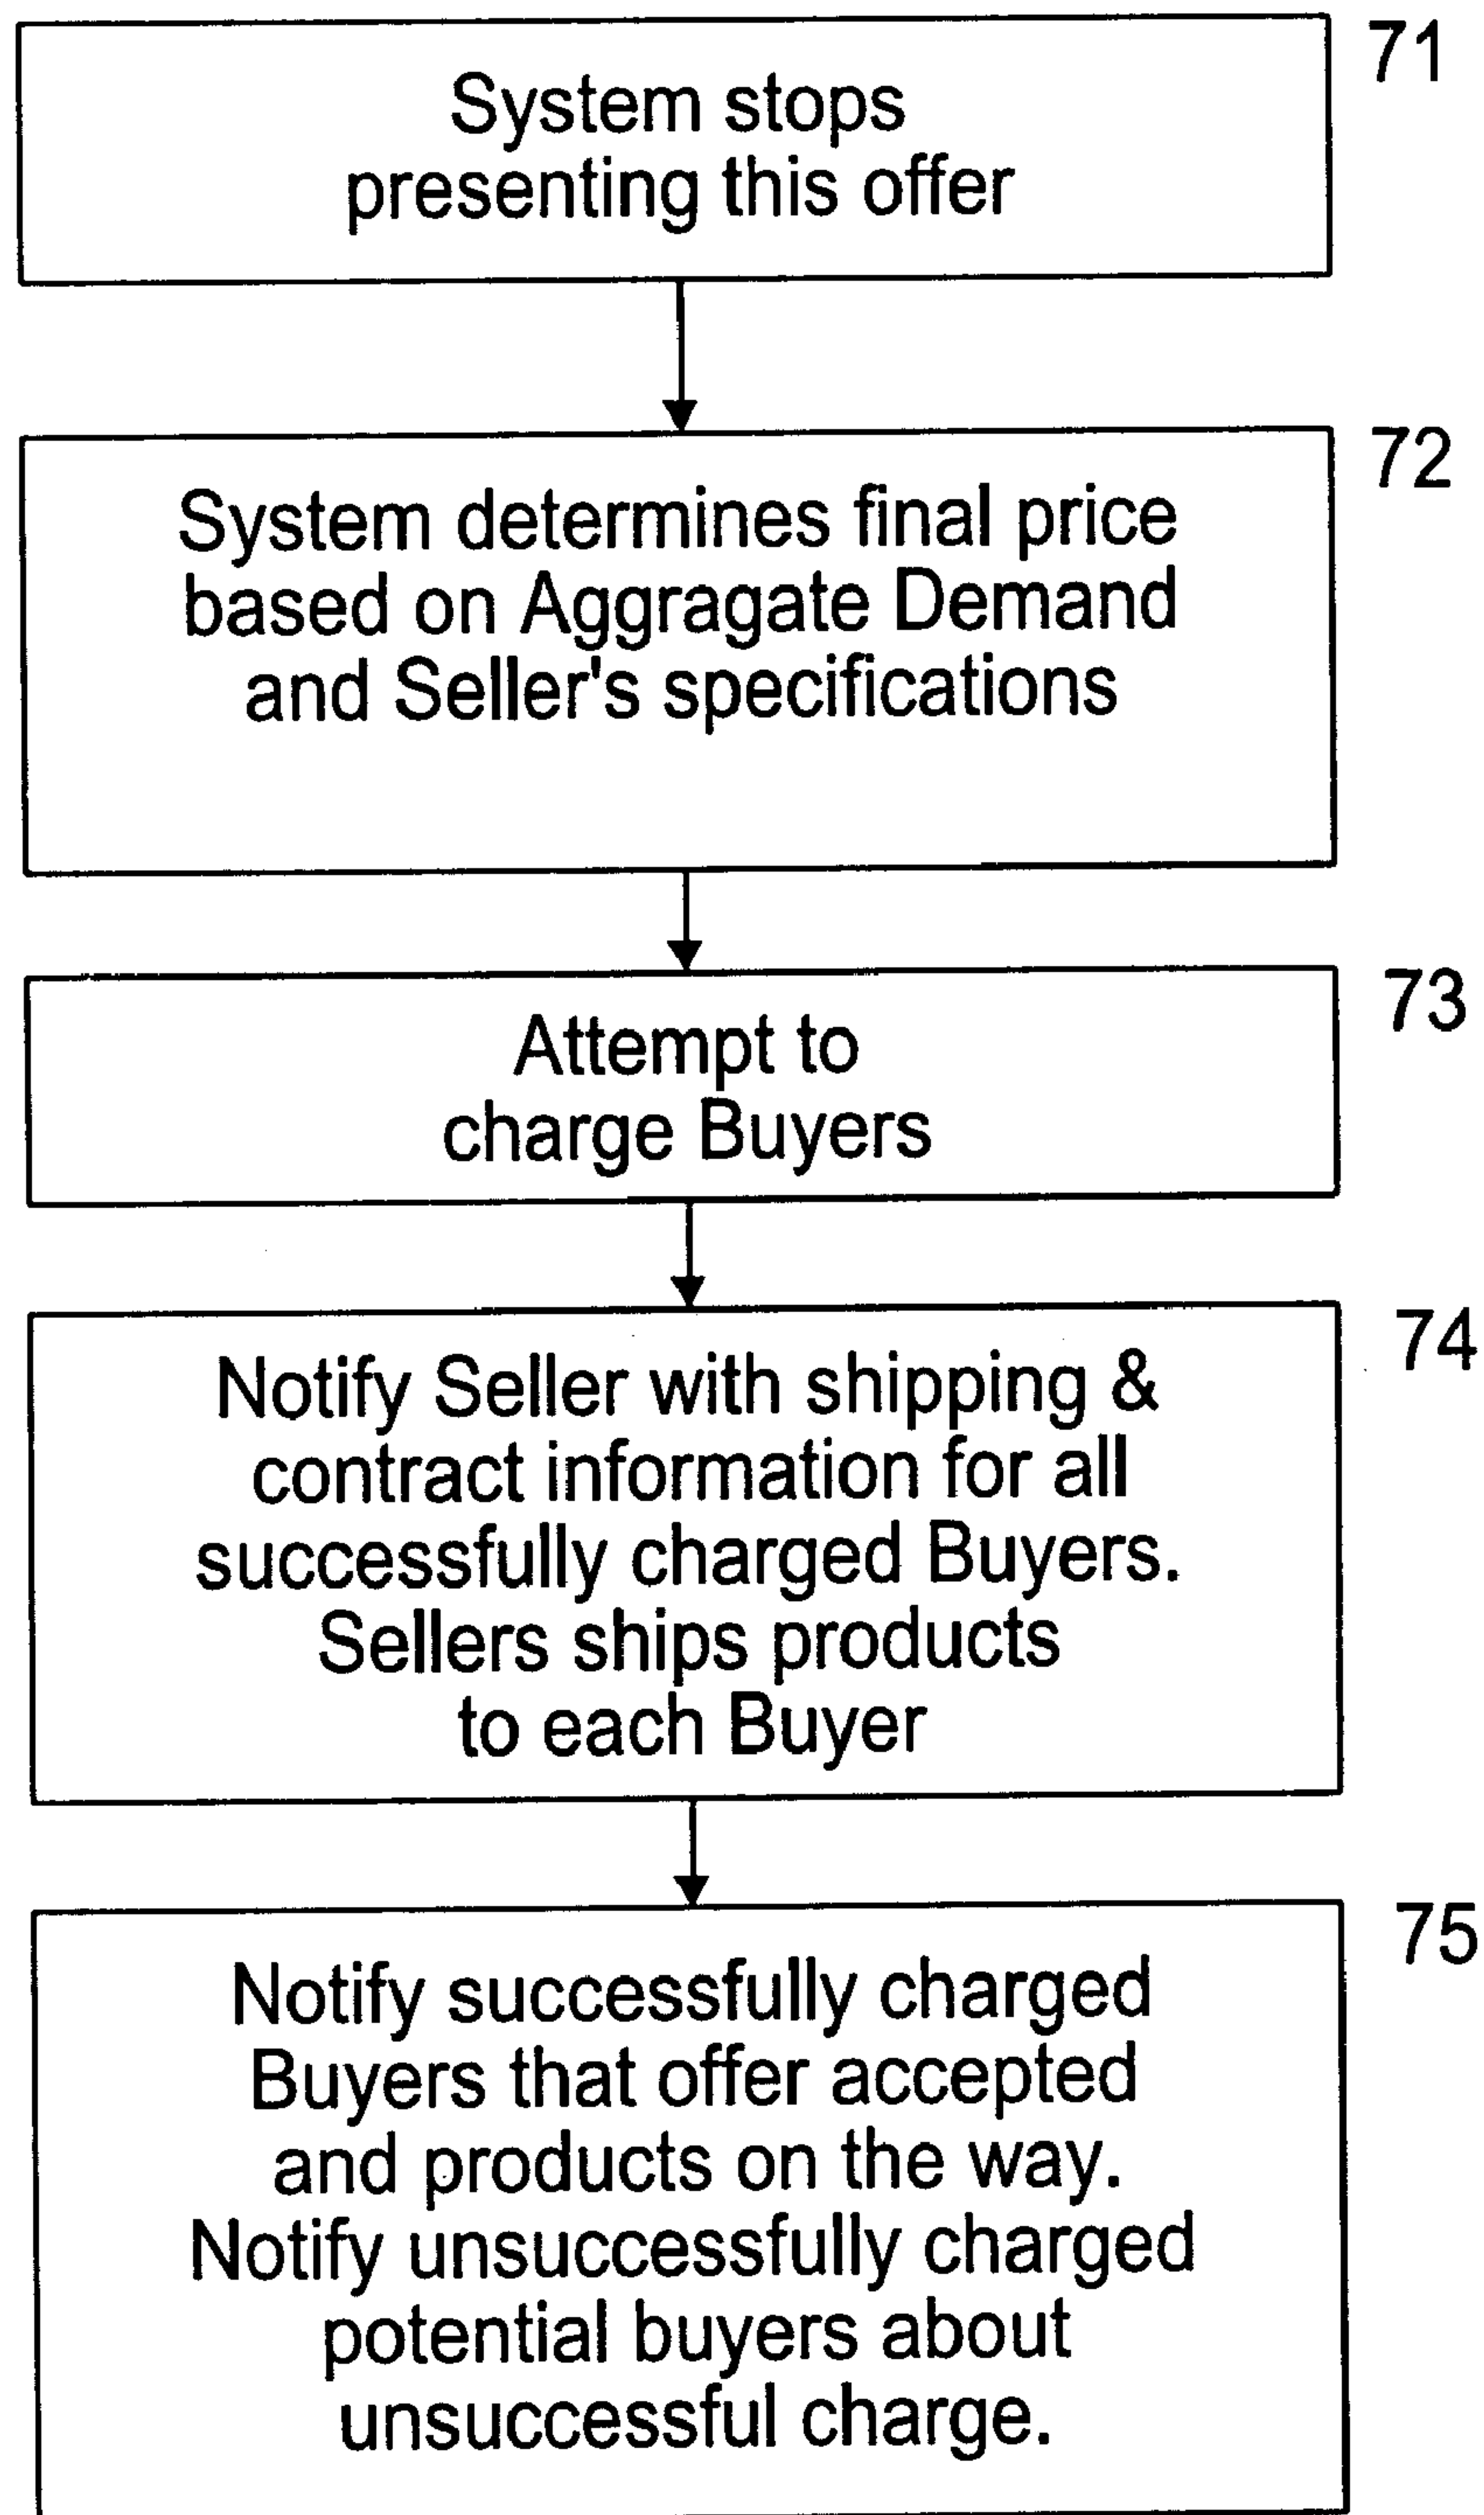 71
System stops
presenting this offer
72
System determines final price
based on Aggragate Demand
and Seller's specifications
73
Attempt to
charge Buyers
74
Notify Seller with shipping &
contract information for all
successfully charged Buyers.
Sellers ships products
to each Buyer
75
Notify successfully charged
Buyers that offer accepted
and products on the way.
Notify unsuccessfully charged
potential buyers about
unsuccessful charge.